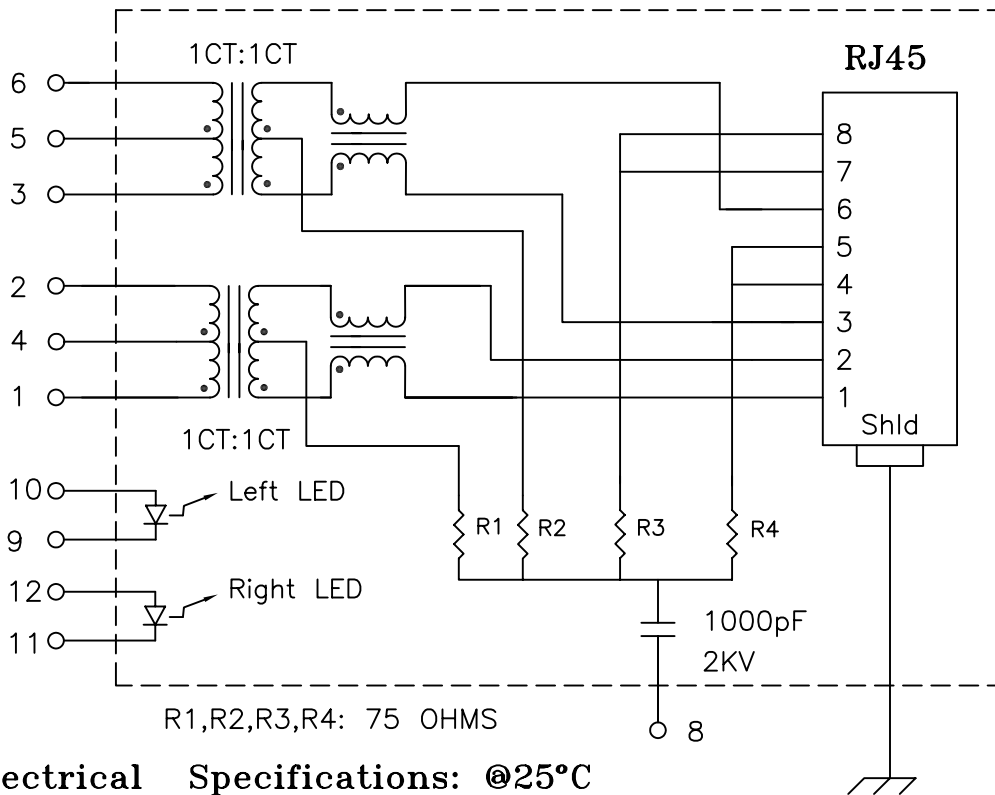 1CT:1CT
RJ45
6
5
3
8
7
6
5
4
3
2
1
Shld
2
4
1
1CT:1CT
10
Left LED
9
12
Right LED
11
R1
R2
R3
R4
1000pF
2KV
R1,R2,R3,R4: 75 OHMS
8
ectrical Specifications: @25°C